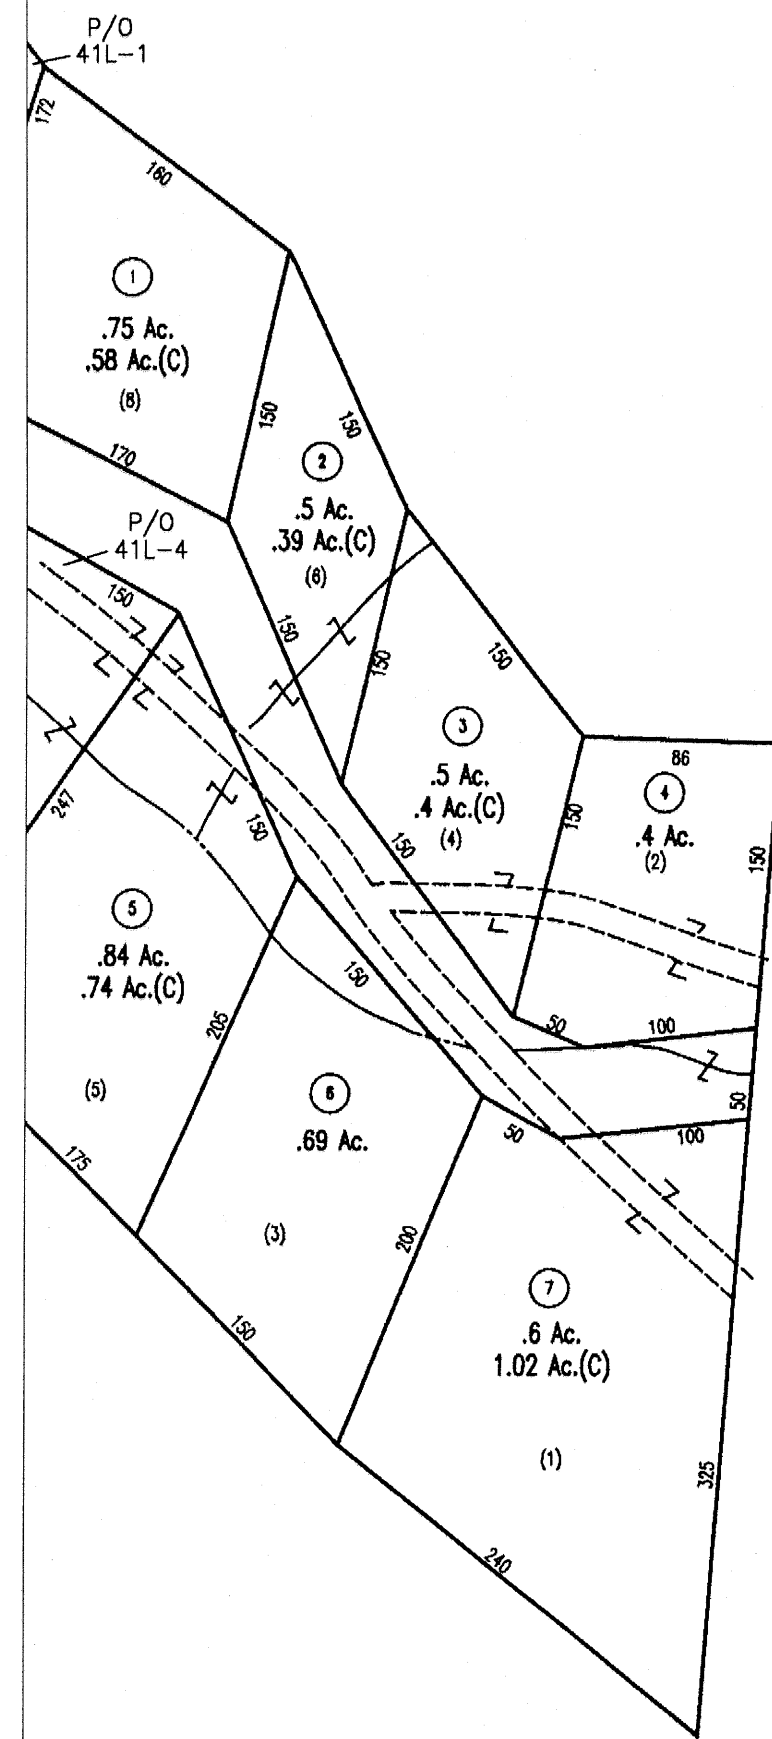 P/O
41L-1
172
160
1
.75 Ac.
.58 Ac.(C)
(8)
150
150
170
2
.5 Ac.
.39 Ac.(C)
(6)
P/O
41L-4
150
150
150
150
3
.5 Ac.
.4 Ac.(C)
(4)
86
4
.4 Ac.
(2)
150
150
247
150
150
5
.84 Ac.
.74 Ac.(C)
(5)
205
150
50
100
6
.69 Ac.
(3)
50
50
100
175
200
150
7
.6 Ac.
1.02 Ac.(C)
(1)
325
240